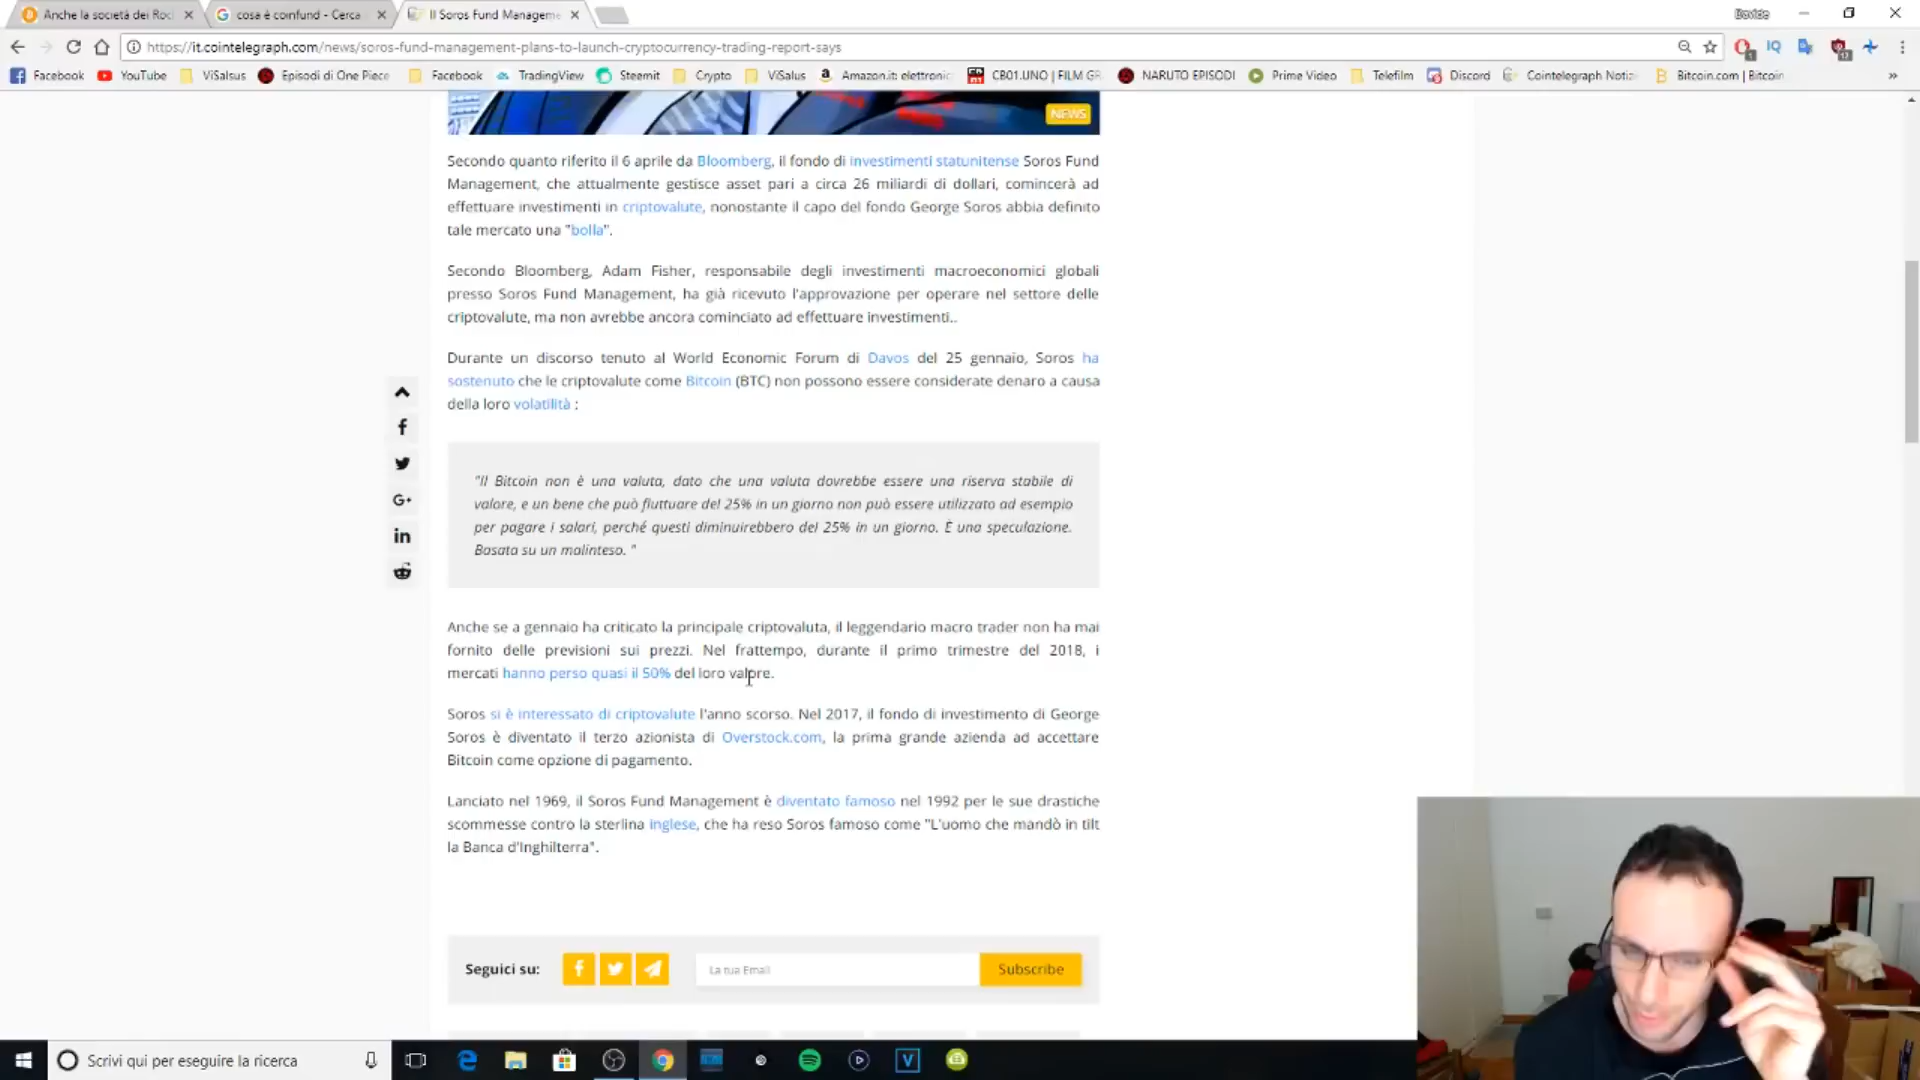 Anche la società dei Roc
cosa è coinfund - Cerca
Il Soros Fund Manageme
Davide
https://it.cointelegraph.com/news/soros-fund-management-plans-to-launch-cryptocurrency-trading-report-says
IQ
Facebook YouTube ViSalsus Episodi di One Piece Facebook TradingView Steemit Crypto ViSalus Amazon.it: elettronic CB01.UNO | FILM GR NARUTO EPISODI Prime Video Telefilm Discord Cointelegraph Notiz Bitcoin.com | Bitcoin
NEWS
Secondo quanto riferito il 6 aprile da Bloomberg, il fondo di investimenti statunitense Soros Fund
Management, che attualmente gestisce asset pari a circa 26 miliardi di dollari, comincerà ad
effettuare investimenti in criptovalute, nonostante il capo del fondo George Soros abbia definito
tale mercato una "bolla".
Secondo Bloomberg, Adam Fisher, responsabile degli investimenti macroeconomici globali
presso Soros Fund Management, ha già ricevuto l'approvazione per operare nel settore delle
criptovalute, ma non avrebbe ancora cominciato ad effettuare investimenti..
Durante un discorso tenuto al World Economic Forum di Davos del 25 gennaio, Soros ha
sostenuto che le criptovalute come Bitcoin (BTC) non possono essere considerate denaro a causa
della loro volatilità :
"Il Bitcoin non è una valuta, dato che una valuta dovrebbe essere una riserva stabile di
valore, e un bene che può fluttuare del 25% in un giorno non può essere utilizzato ad esempio
per pagare i salari, perché questi diminuirebbero del 25% in un giorno. È una speculazione.
Basata su un malinteso. "
Anche se a gennaio ha criticato la principale criptovaluta, il leggendario macro trader non ha mai
fornito delle previsioni sui prezzi. Nel frattempo, durante il primo trimestre del 2018, i
mercati hanno perso quasi il 50% del loro valore.
Soros si è interessato di criptovalute l'anno scorso. Nel 2017, il fondo di investimento di George
Soros è diventato il terzo azionista di Overstock.com, la prima grande azienda ad accettare
Bitcoin come opzione di pagamento.
Lanciato nel 1969, il Soros Fund Management è diventato famoso nel 1992 per le sue drastiche
scommesse contro la sterlina inglese, che ha reso Soros famoso come "L'uomo che mandò in tilt
la Banca d'Inghilterra".
Seguici su: La tua Email Subscribe
Scrivi qui per eseguire la ricerca